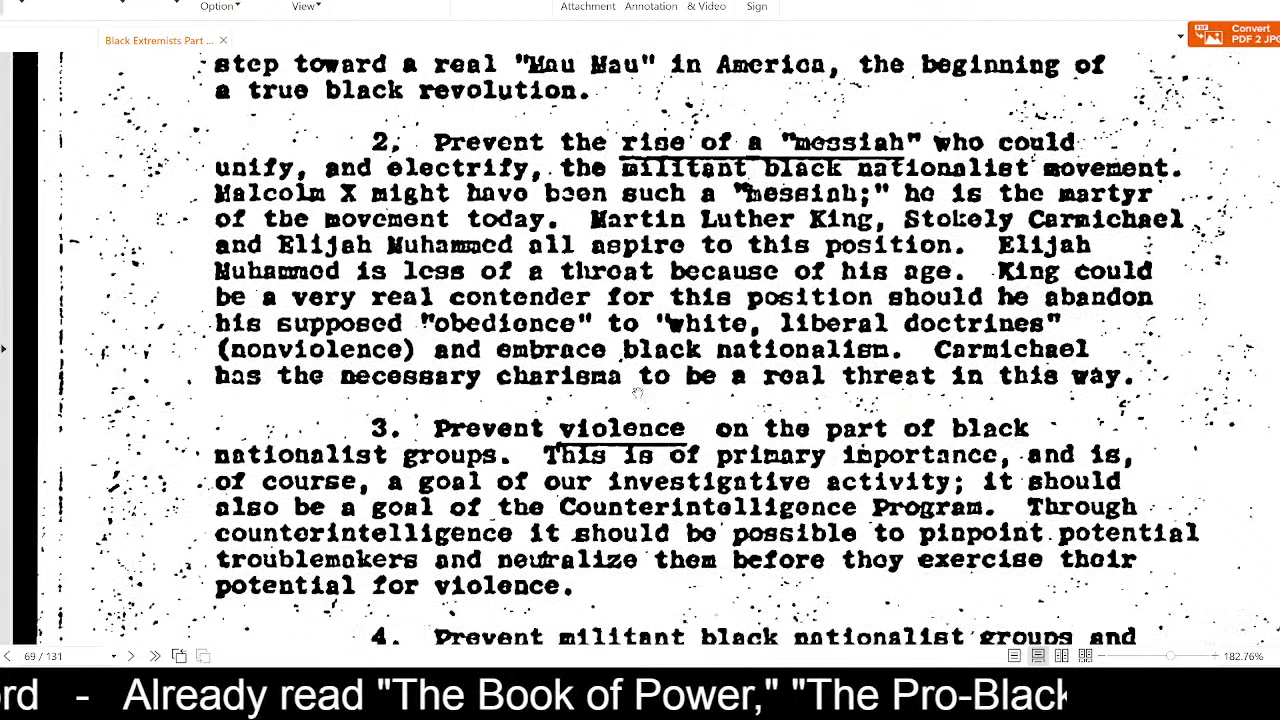 Option
View
Attachment
Annotation
& Video
Sign
Black Extremists Part ...
Convert
PDF 2 JPG
step toward a real "Mau Mau" in America, the beginning of
a true black revolution.
2. Prevent the rise of a "messiah" who could
unify, and electrify, the militant black nationalist movement.
Malcolm X might have been such a "messiah;" he is the martyr
of the movement today. Martin Luther King, Stokely Carmichael
and Elijah Muhammed all aspire to this position. Elijah
Muhammed is less of a threat because of his age. King could
be a very real contender for this position should he abandon
his supposed "obedience" to "white, liberal doctrines"
(nonviolence) and embrace black nationalism. Carmichael
has the necessary charisma to be a real threat in this way.
3. Prevent violence on the part of black
nationalist groups. This is of primary importance, and is,
of course, a goal of our investigative activity; it should
also be a goal of the Counterintelligence Program. Through
counterintelligence it should be possible to pinpoint potential
troublemakers and neutralize them before they exercise their
potential for violence.
4. Prevent militant black nationalist groups and
69 / 131
182.76%
ord - Already read "The Book of Power," "The Pro-Black